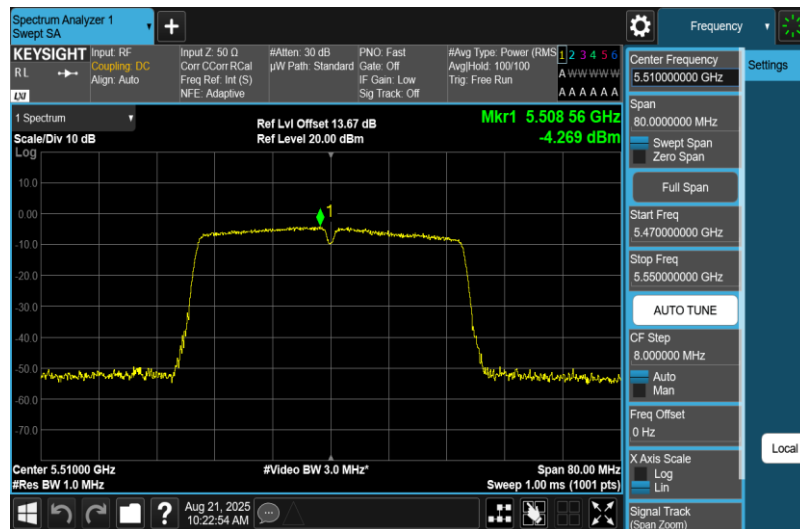 Spectrum Analyzer 1
Swept SA
+
Frequency
KEYSIGHT
RL
LXI
Input: RF
Coupling: DC
Align: Auto
Input Z: 50 Ω
Corr CCorr RCal
Freq Ref: Int (S)
NFE: Adaptive
#Atten: 30 dB
µW Path: Standard
PNO: Fast
Gate: Off
IF Gain: Low
Sig Track: Off
#Avg Type: Power (RMS
Avg|Hold: 100/100
Trig: Free Run
1 2 3 4 5 6
A W W W W W
A A A A A A
1 Spectrum
Scale/Div 10 dB
Log
Ref Lvl Offset 13.67 dB
Ref Level 20.00 dBm
Mkr1 5.508 56 GHz
-4.269 dBm
10.0
0.00
-10.0
-20.0
-30.0
-40.0
-50.0
-60.0
-70.0
1
Center 5.51000 GHz
#Res BW 1.0 MHz
#Video BW 3.0 MHz*
Span 80.00 MHz
Sweep 1.00 ms (1001 pts)
Center Frequency
5.510000000 GHz
Settings
Span
80.0000000 MHz
Swept Span
Zero Span
Full Span
Start Freq
5.470000000 GHz
Stop Freq
5.550000000 GHz
AUTO TUNE
CF Step
8.000000 MHz
Auto
Man
Freq Offset
0 Hz
Local
X Axis Scale
Log
Lin
Signal Track
(Span Zoom)
?
Aug 21, 2025
10:22:54 AM